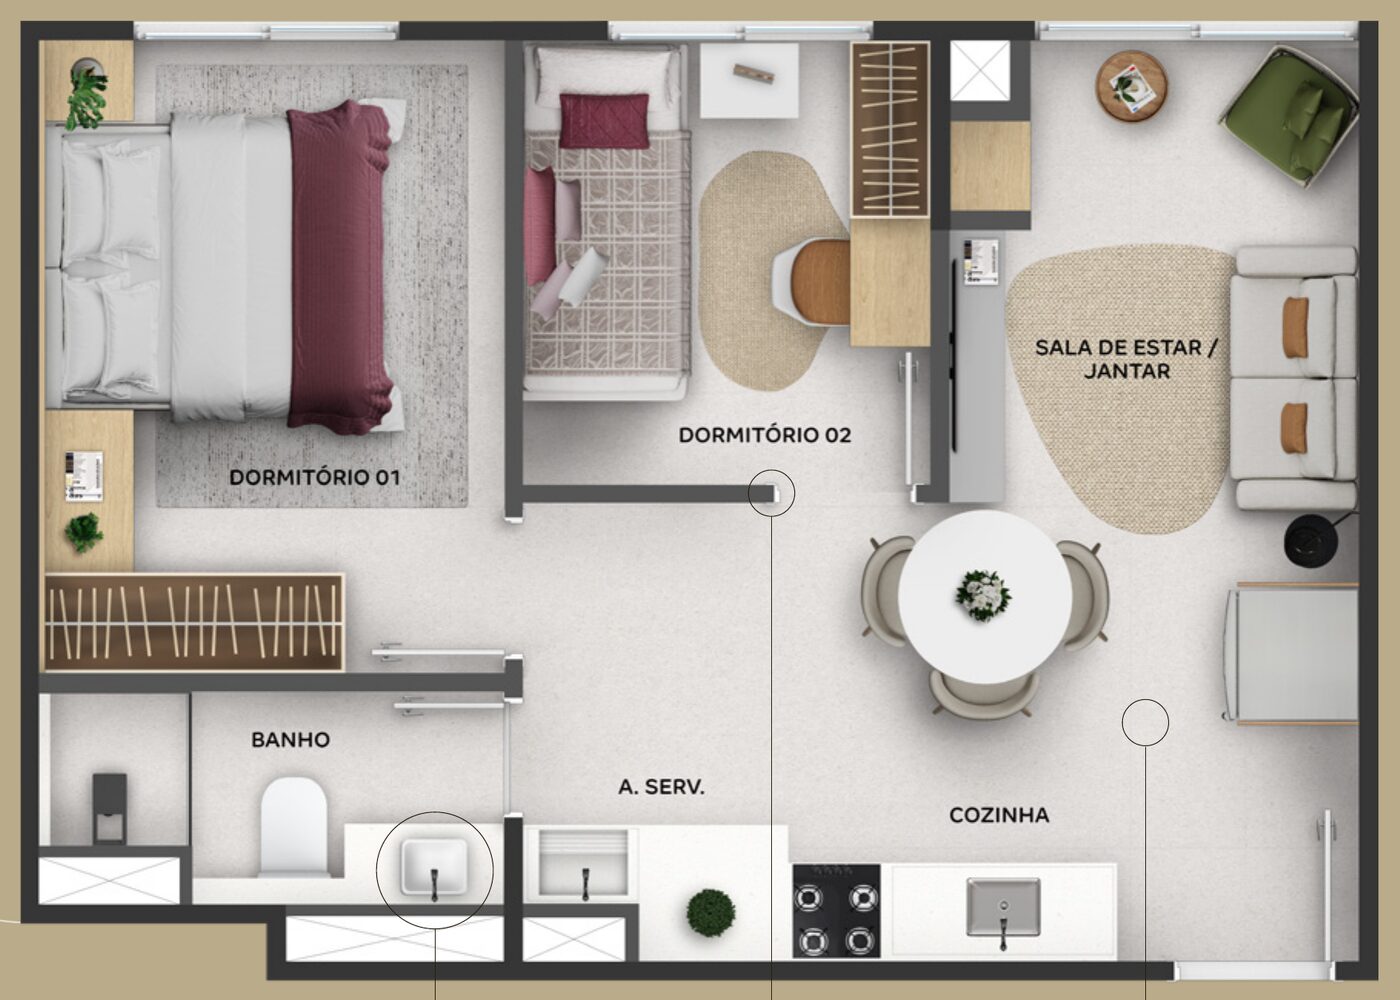 SALA DE ESTAR /
JANTAR
DORMITÓRIO 02
DORMITÓRIO 01
BANHO
A. SERV.
COZINHA